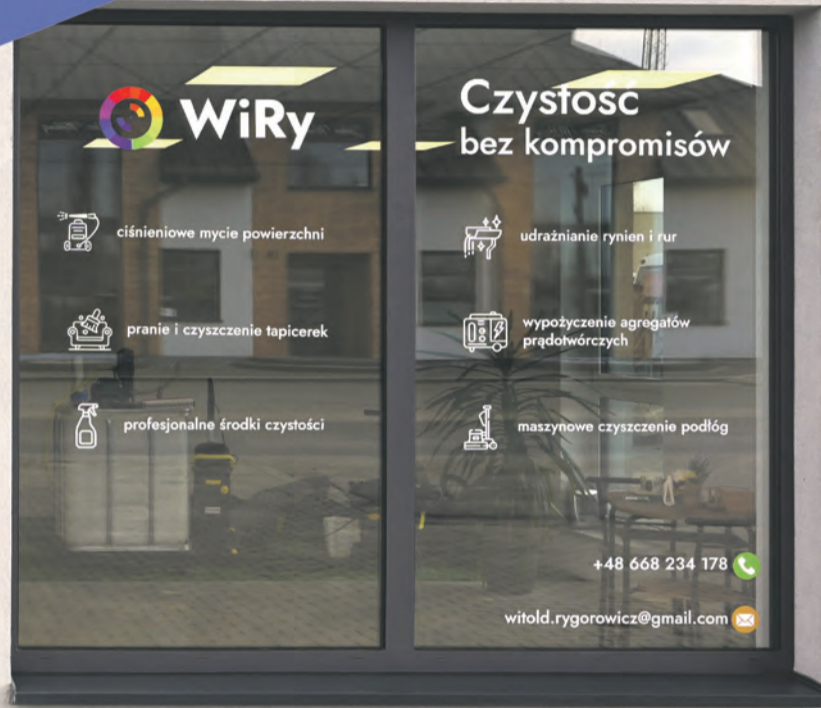 WiRy
ciśnieniowe mycie powierzchni
pranie i czyszczenie tapicerek
profesjonalne środki czystości
Czystość
bez kompromisów
udrażnianie rynien i rur
wypożyczenie agregatów
prądotwórczych
maszynowe czyszczenie podłóg
+48 668 234 178
witold.rygorowicz@gmail.com